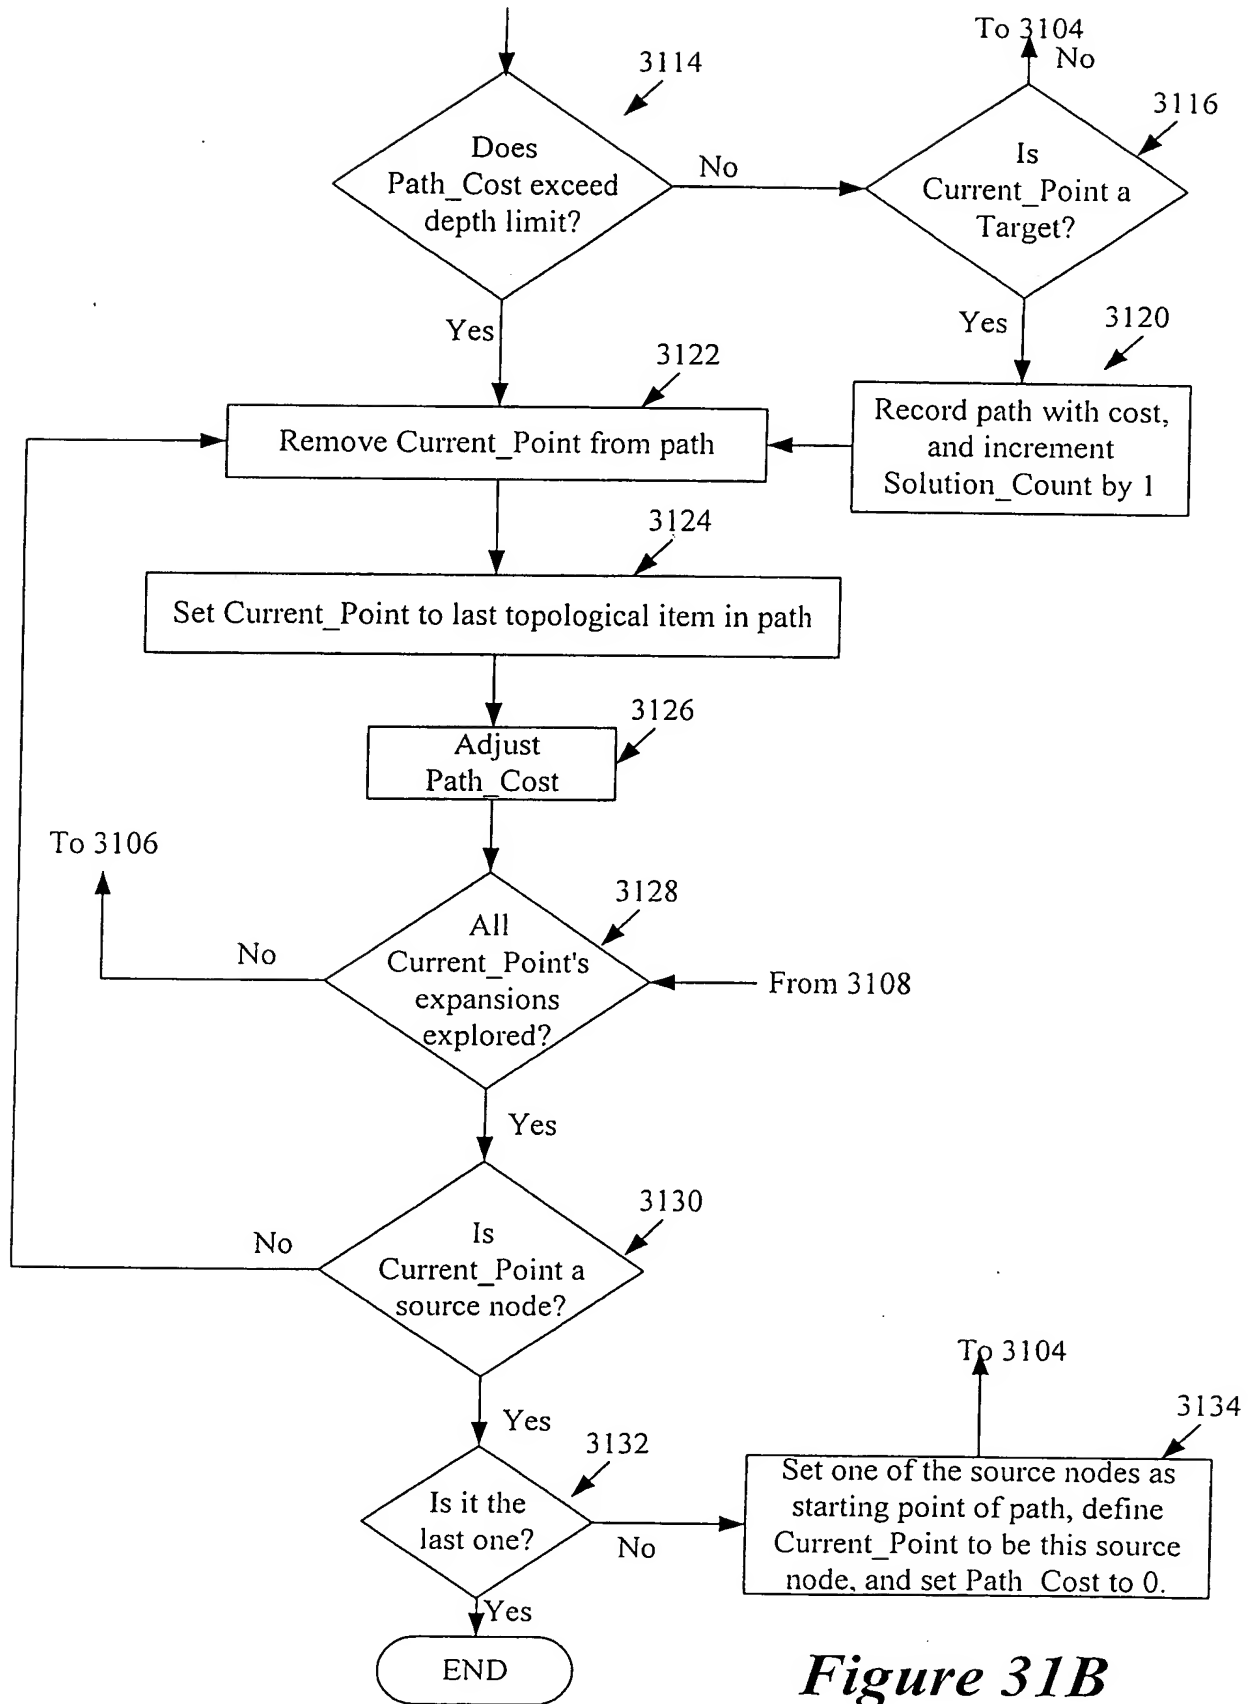 To 3104
No
3114
3116
Does
Path_Cost exceed
depth limit?
No
Is
Current_Point a
Target?
Yes
Yes
3120
3122
Remove Current_Point from path
Record path with cost,
and increment
Solution_Count by 1
3124
Set Current_Point to last topological item in path
3126
Adjust
Path_Cost
To 3106
3128
All
Current_Point's
expansions
explored?
No
From 3108
Yes
3130
Is
Current_Point a
source node?
No
To 3104
Yes
3134
3132
Is it the
last one?
No
Set one of the source nodes as
starting point of path, define
Current_Point to be this source
node, and set Path_Cost to 0.
Yes
END
Figure 31B